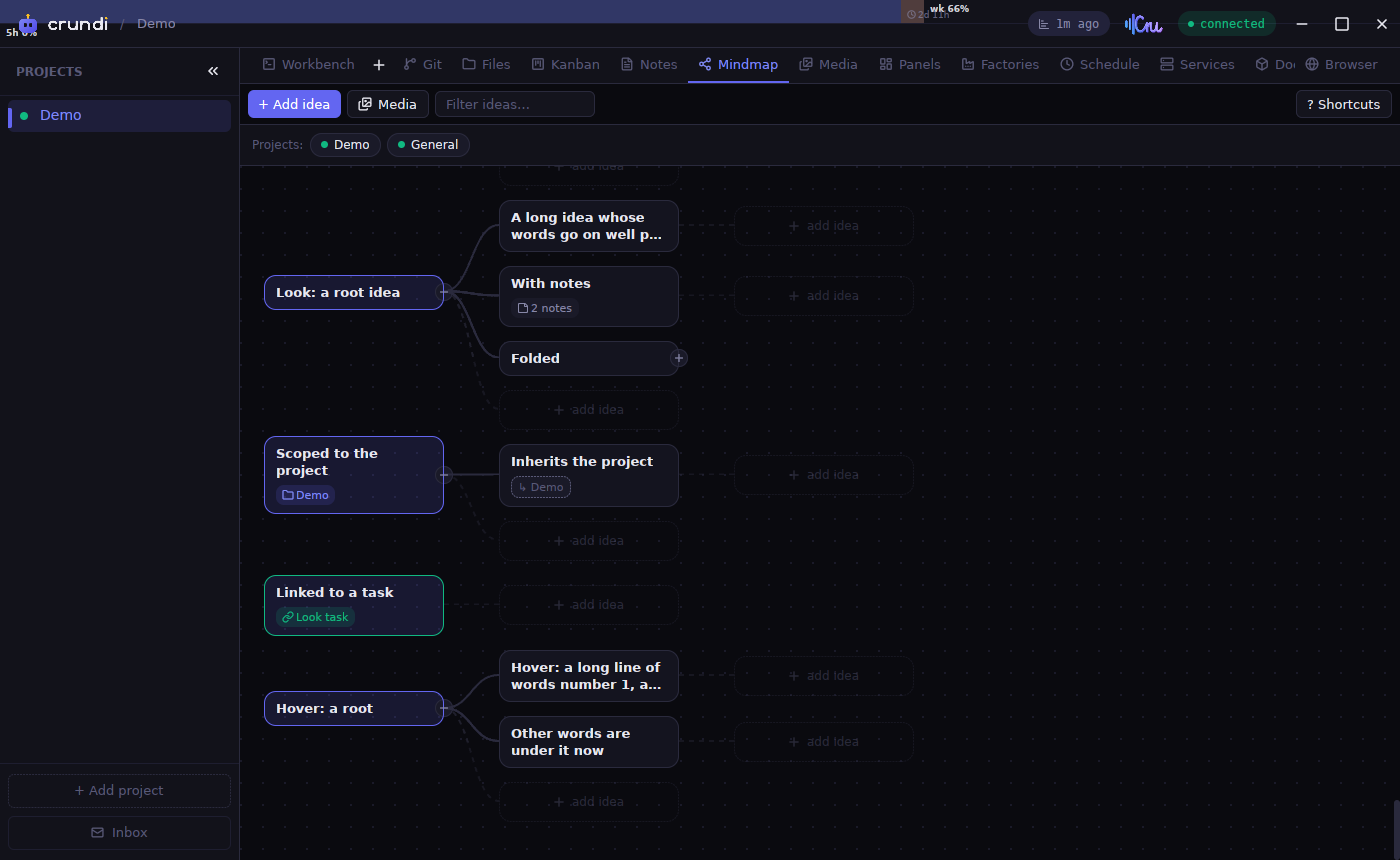 5h 0%
crundi / Demo
2d 11h
wk 66%
1m ago
Cru
connected
PROJECTS
Demo
+ Add project
Inbox
Workbench
+
Git
Files
Kanban
Notes
Mindmap
Media
Panels
Factories
Schedule
Services
Doc
Browser
+ Add idea
Media
Filter ideas...
? Shortcuts
Projects:
Demo
General
+ add idea
A long idea whose
words go on well p...
+ add idea
Look: a root idea
With notes
2 notes
+ add idea
Folded
+ add idea
Scoped to the
project
Demo
Inherits the project
↳ Demo
+ add idea
+ add idea
Linked to a task
Look task
+ add idea
Hover: a root
Hover: a long line of
words number 1, a...
+ add idea
Other words are
under it now
+ add idea
+ add idea